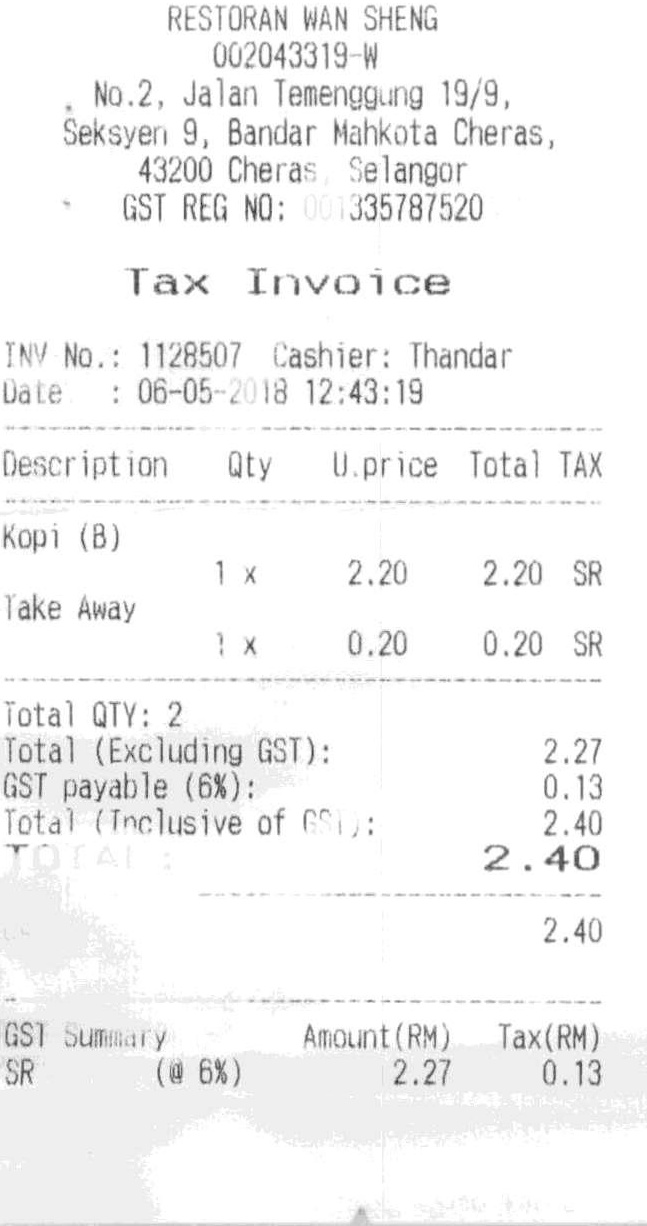 RESTORAN WAN SHENG
002043319-W
No.2, Jalan Temenggung 19/9,
Seksyen 9, Bandar Mahkota Cheras,
43200 Cheras, Selangor
GST REG NO: 001335787520
Tax Invoice
INV No.: 1128507 Cashier: Thandar
Date : 06-05-2018 12:43:19
Description Qty U.price Total TAX
Kopi (B)
1 x 2.20 2.20 SR
Take Away
1 x 0.20 0.20 SR
Total QTY: 2
Total (Excluding GST): 2.27
GST payable (6%): 0.13
Total (Inclusive of GST): 2.40
TOTAL : 2.40
2.40
GST Summary Amount(RM) Tax(RM)
SR (@ 6%) 2.27 0.13